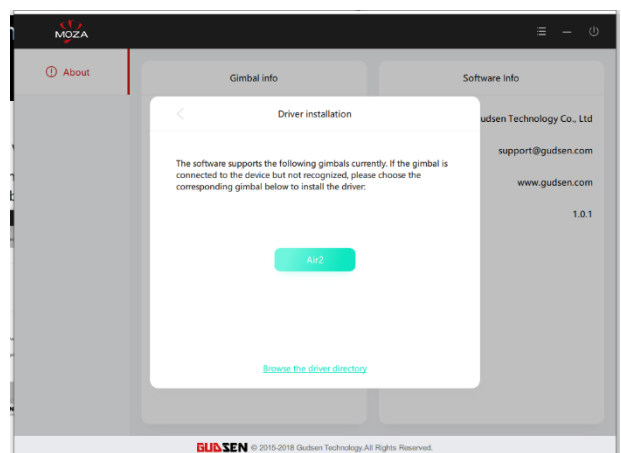 MOZA
About
Gimbal info
Software Info
Driver installation
udsen Technology Co., Ltd
The software supports the following gimbals currently. If the gimbal is
connected to the device but not recognized, please choose the
corresponding gimbal below to install the driver:
support@gudsen.com
www.gudsen.com
1.0.1
Air2
Browse the driver directory
GUDSEN © 2015-2018 Gudsen Technology.All Rights Reserved.